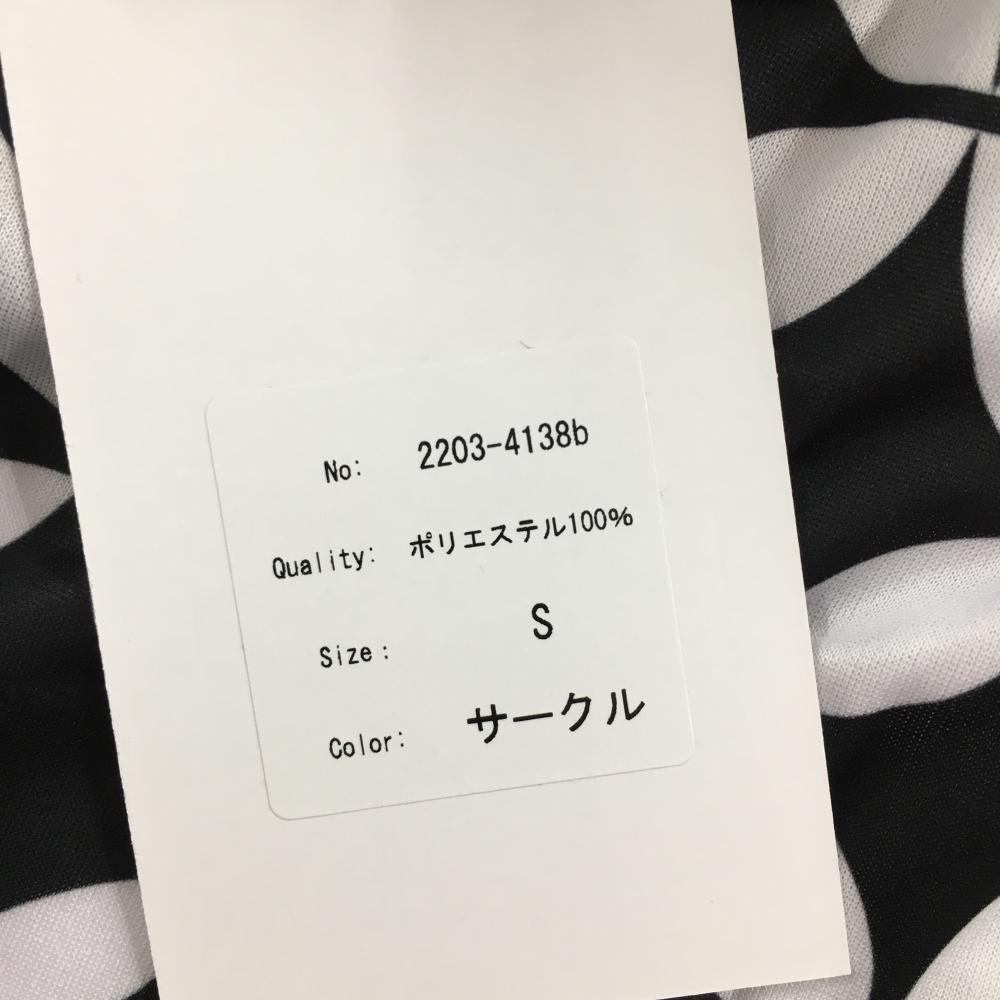 No: 2203-4138b
Quality: ポリエステル100%
Size: S
Color: サークル